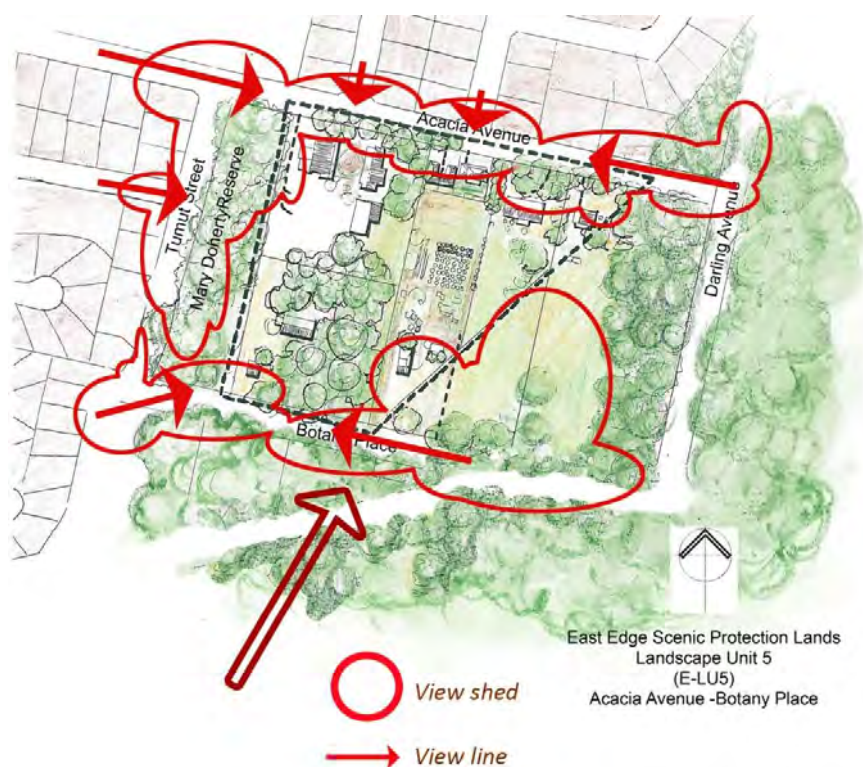 Acacia Avenue
Tumut Street
Mary Doherty Reserve
Darling Avenue
Botany Place
East Edge Scenic Protection Lands
Landscape Unit 5
(E-LU5)
Acacia Avenue -Botany Place
View shed
View line